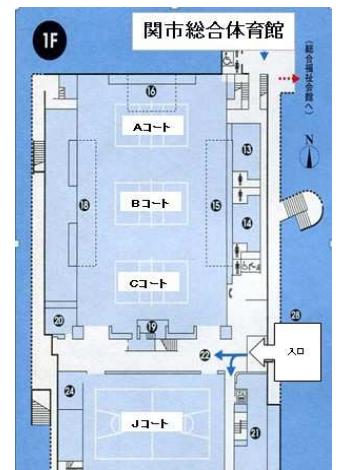 1F
関市総合体育館
(総合福祉会館へ)
16
Aコート
13
N
18
Bコート
15
14
Cコート
20
19
28
22
入口
24
Jコート
21